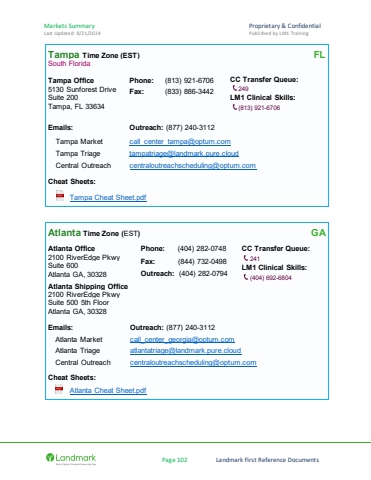 Markets Summary Proprietary & Confidential
Last Updated: 8/21/2024 Published by LM1 Training
Tampa Time Zone (EST) FL
South Florida
Tampa Office Phone: (813) 921-6706 CC Transfer Queue:
5130 Sunforest Drive Fax: (833) 886-3442 249
Suite 200 LM1 Clinical Skills:
Tampa, FL 33634 (813) 921-6706
Emails: Outreach: (877) 240-3112
Tampa Market call_center_tampa@optum.com
Tampa Triage tampatriage@landmark.pure.cloud
Central Outreach centraloutreachscheduling@optum.com
Cheat Sheets:
Tampa Cheat Sheet.pdf
Atlanta Time Zone (EST) GA
Atlanta Office Phone: (404) 282-0748 CC Transfer Queue:
2100 RiverEdge Pkwy Fax: (844) 732-0498 241
Suite 600 LM1 Clinical Skills:
Atlanta GA, 30328 Outreach: (404) 282-0794 (404) 692-6804
Atlanta Shipping Office
2100 RiverEdge Pkwy
Suite 500 5th Floor
Atlanta GA, 30328
Emails: Outreach: (877) 240-3112
Atlanta Market call_center_georgia@optum.com
Atlanta Triage atlantatriage@landmark.pure.cloud
Central Outreach centraloutreachscheduling@optum.com
Cheat Sheets:
Atlanta Cheat Sheet.pdf
Landmark Page 102 Landmark First Reference Documents